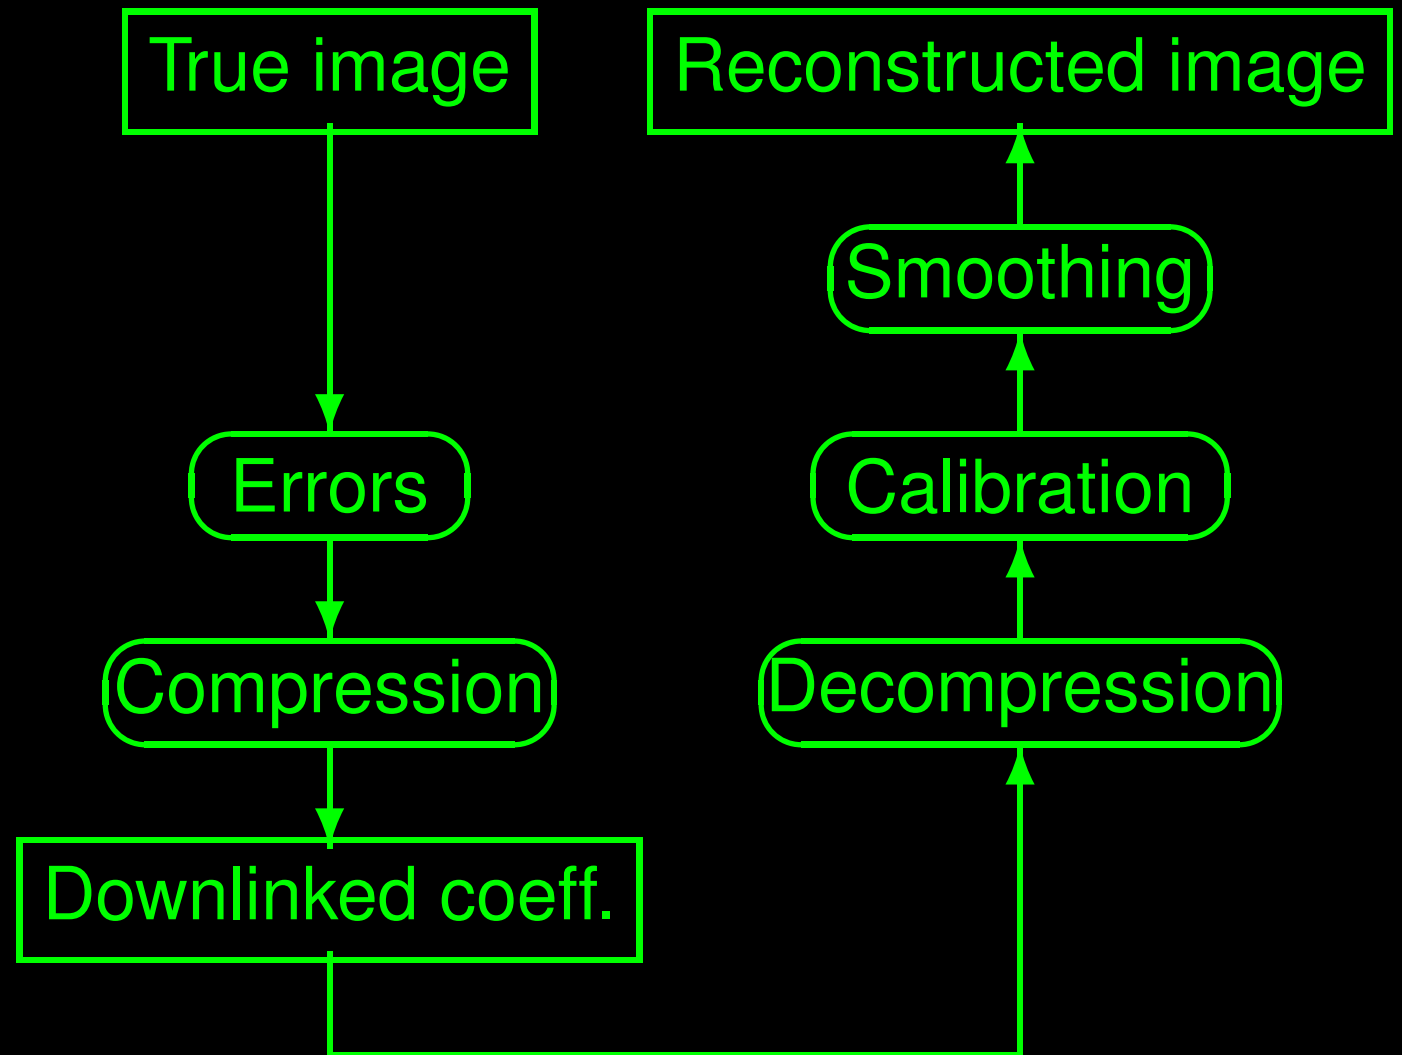 True image
Reconstructed image
Smoothing
Errors
Calibration
Compression
Decompression
Downlinked coeff.